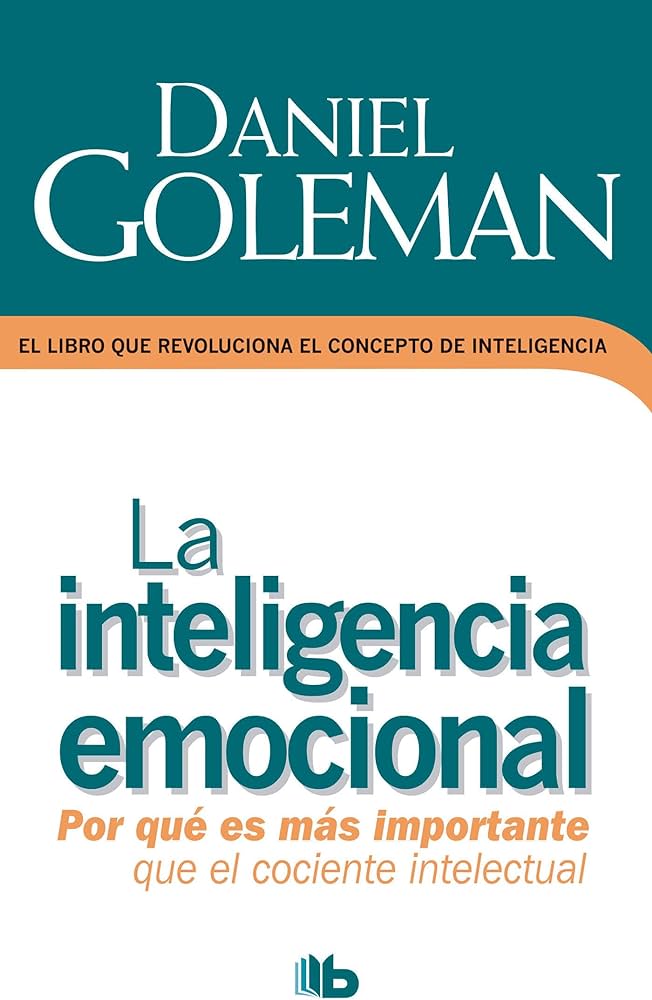 DANIEL
GOLEMAN
EL LIBRO QUE REVOLUCIONA EL CONCEPTO DE INTELIGENCIA
La
inteligencia
emocional
Por qué es más importante
que el cociente intelectual
b